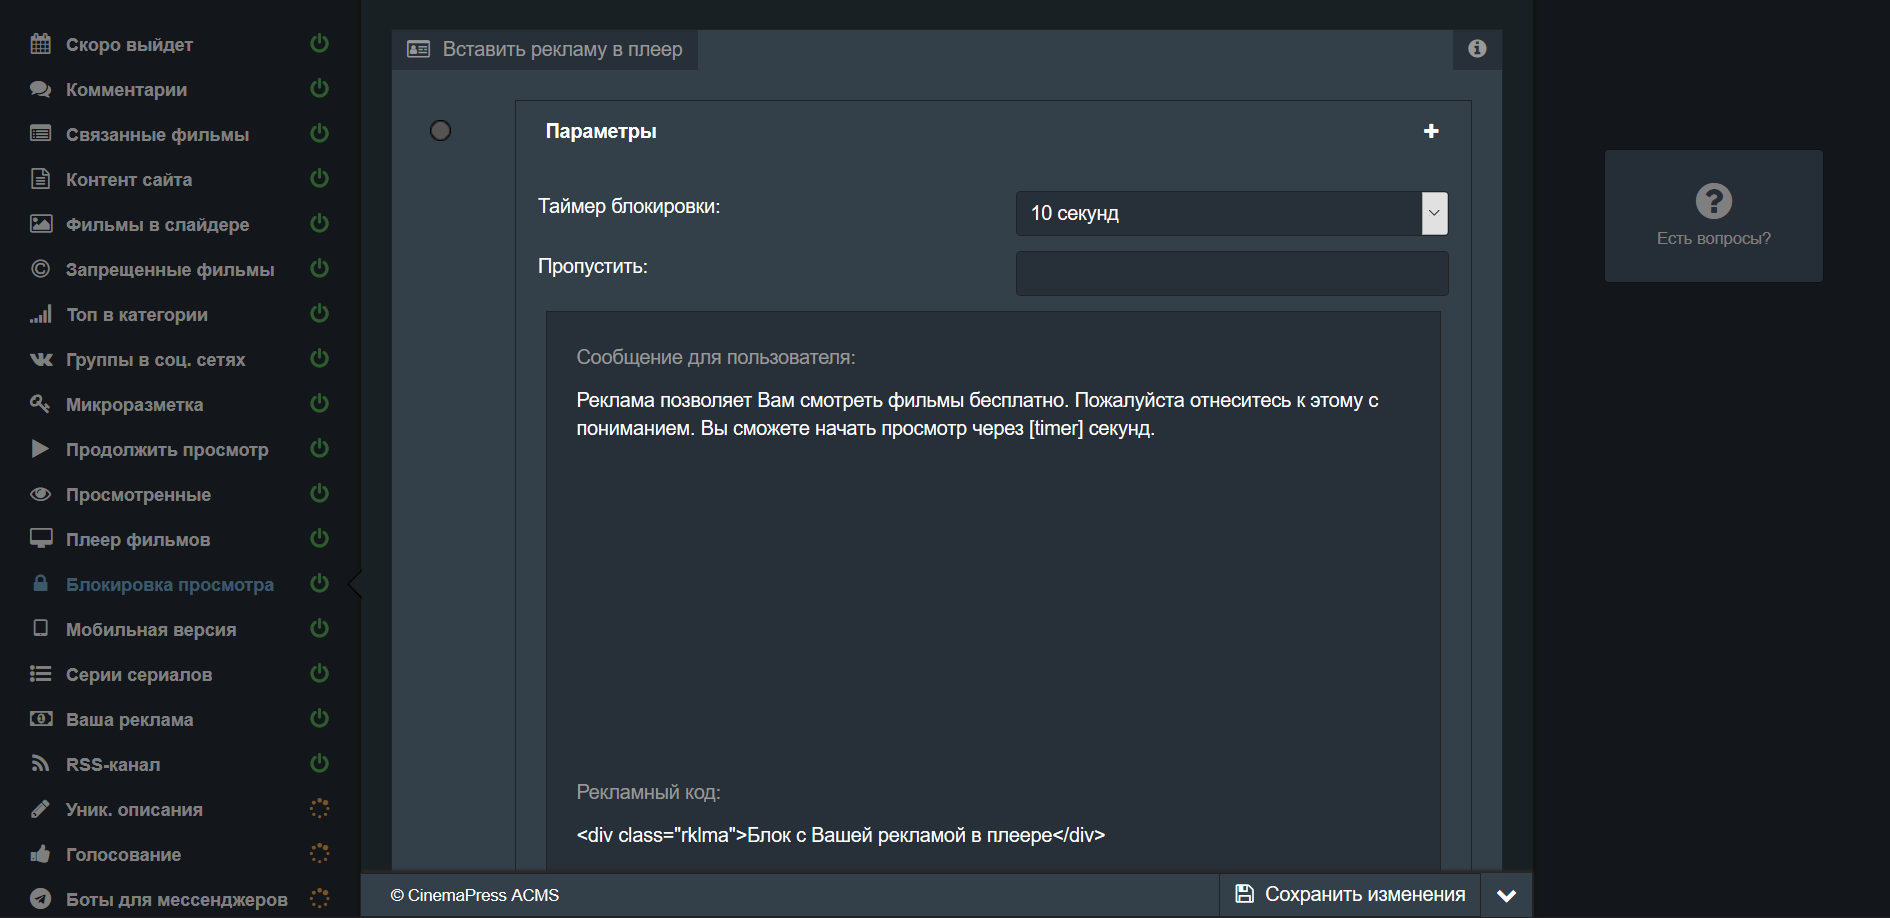 Скоро выйдет
Комментарии
Связанные фильмы
Контент сайта
Фильмы в слайдере
Запрещенные фильмы
Топ в категории
Группы в соц. сетях
Микроразметка
Продолжить просмотр
Просмотренные
Плеер фильмов
Блокировка просмотра
Мобильная версия
Серии сериалов
Ваша реклама
RSS-канал
Уник. описания
Голосование
Боты для мессенджеров
Вставить рекламу в плеер
Параметры
Таймер блокировки:
10 секунд
Пропустить:
Сообщение для пользователя:
Реклама позволяет Вам смотреть фильмы бесплатно. Пожалуйста отнеситесь к этому с
пониманием. Вы сможете начать просмотр через [timer] секунд.
Рекламный код:
<div class="rklma">Блок с Вашей рекламой в плеере</div>
© CinemaPress ACMS
Сохранить изменения
Есть вопросы?